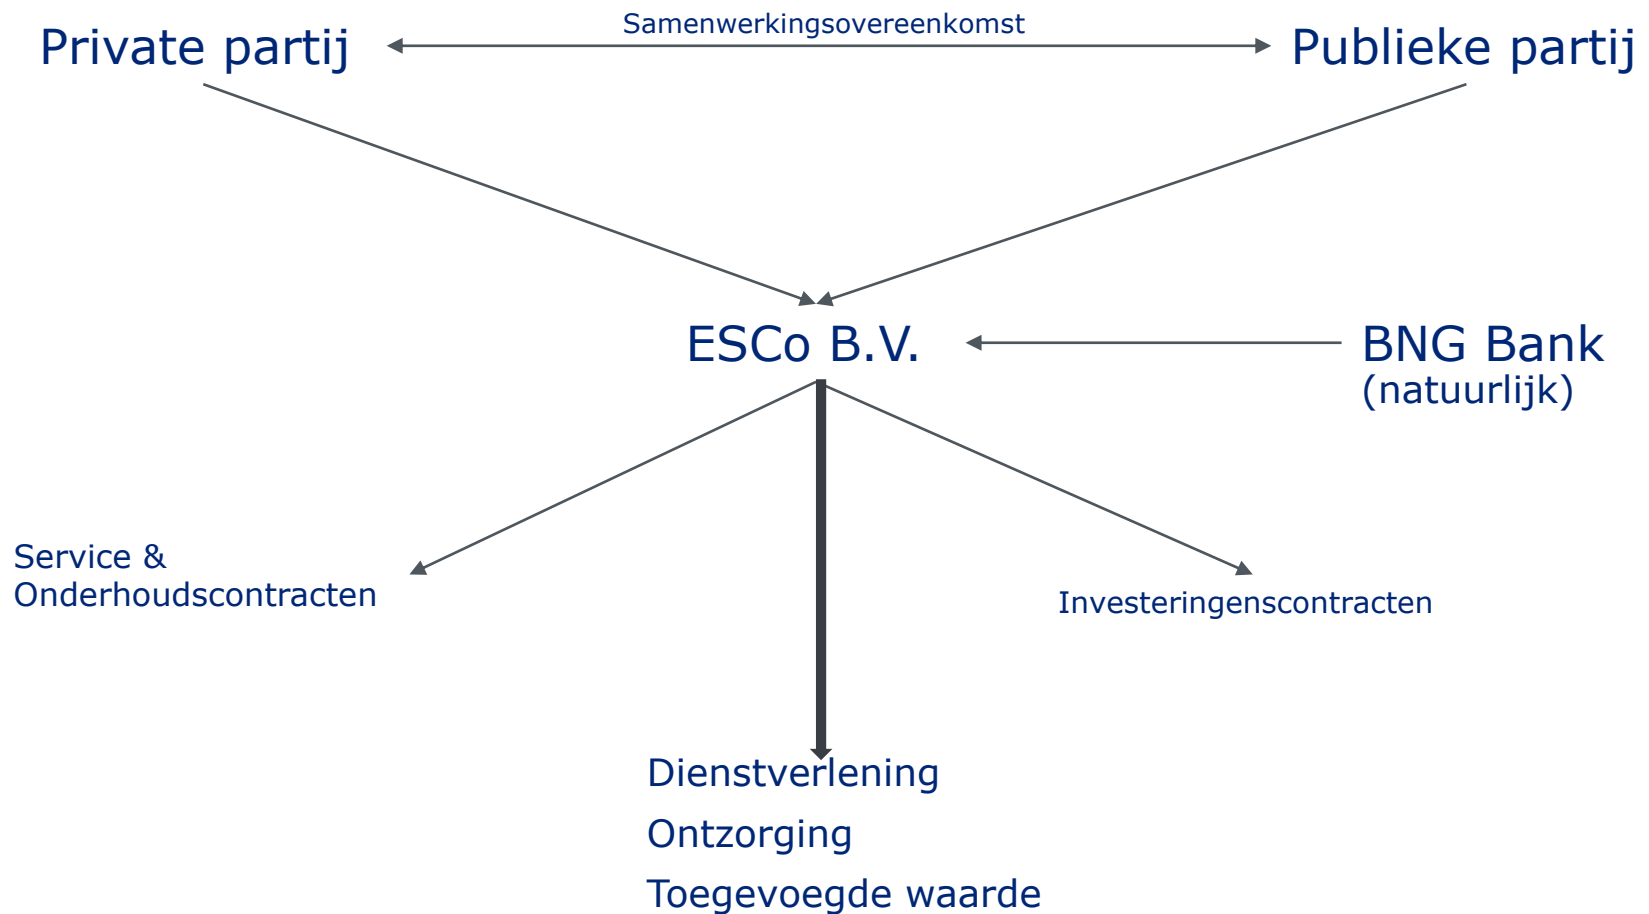 Samenwerkingsovereenkomst
Private partij
Publieke partij
ESCo B.V.
BNG Bank
(natuurlijk)
Service &
Onderhoudscontracten
Investeringenscontracten
Dienstverlening
Ontzorging
Toegevoegde waarde